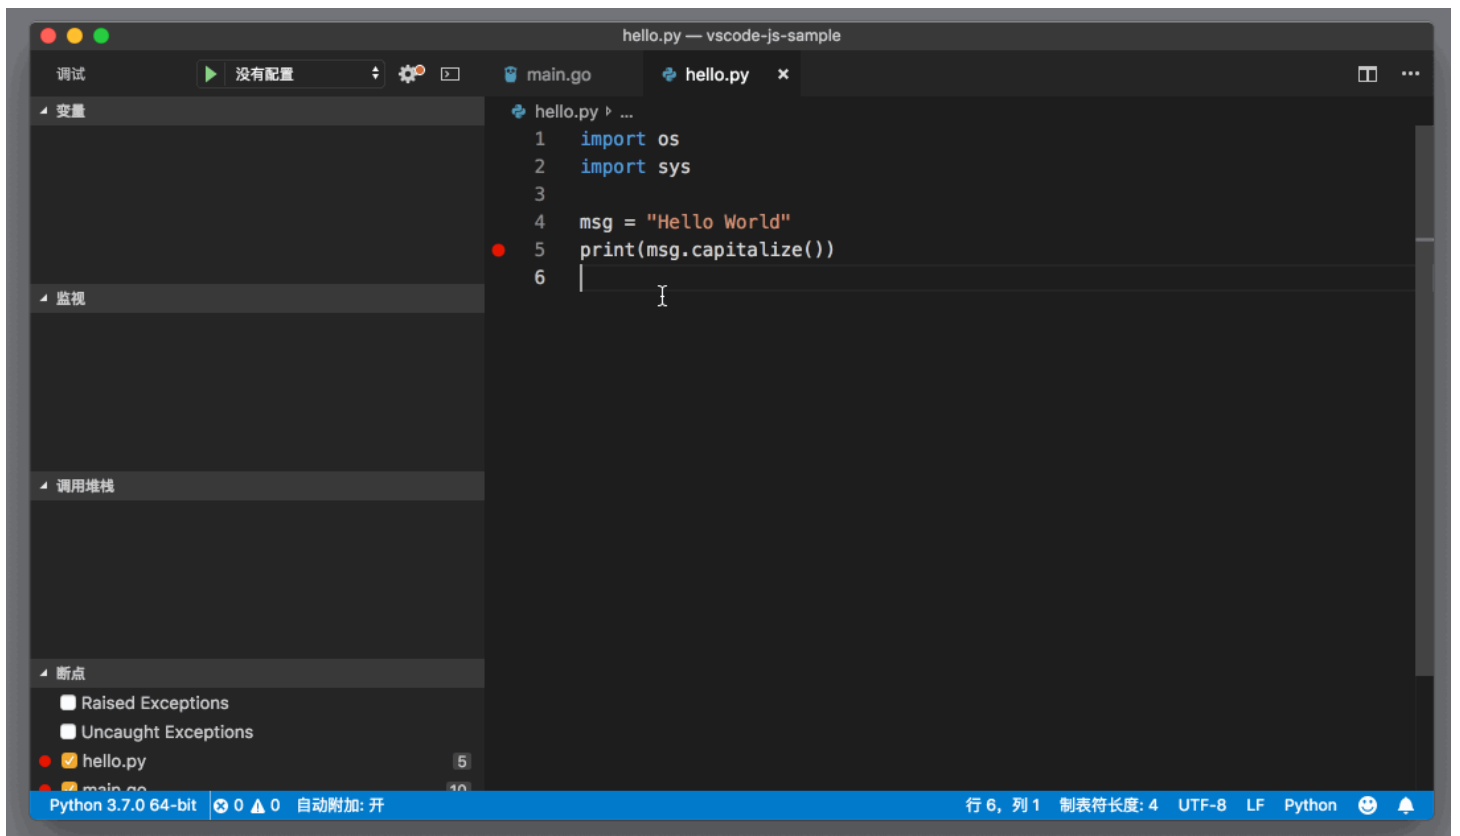 hello.py — vscode-js-sample
调试
没有配置
main.go
hello.py
变量
hello.py ...
1 import os
2 import sys
3
4 msg = "Hello World"
5 print(msg.capitalize())
6
监视
调用堆栈
断点
Raised Exceptions
Uncaught Exceptions
hello.py 5
main.go 10
Python 3.7.0 64-bit 0 0 自动附加: 开 行 6，列 1 制表符长度: 4 UTF-8 LF Python